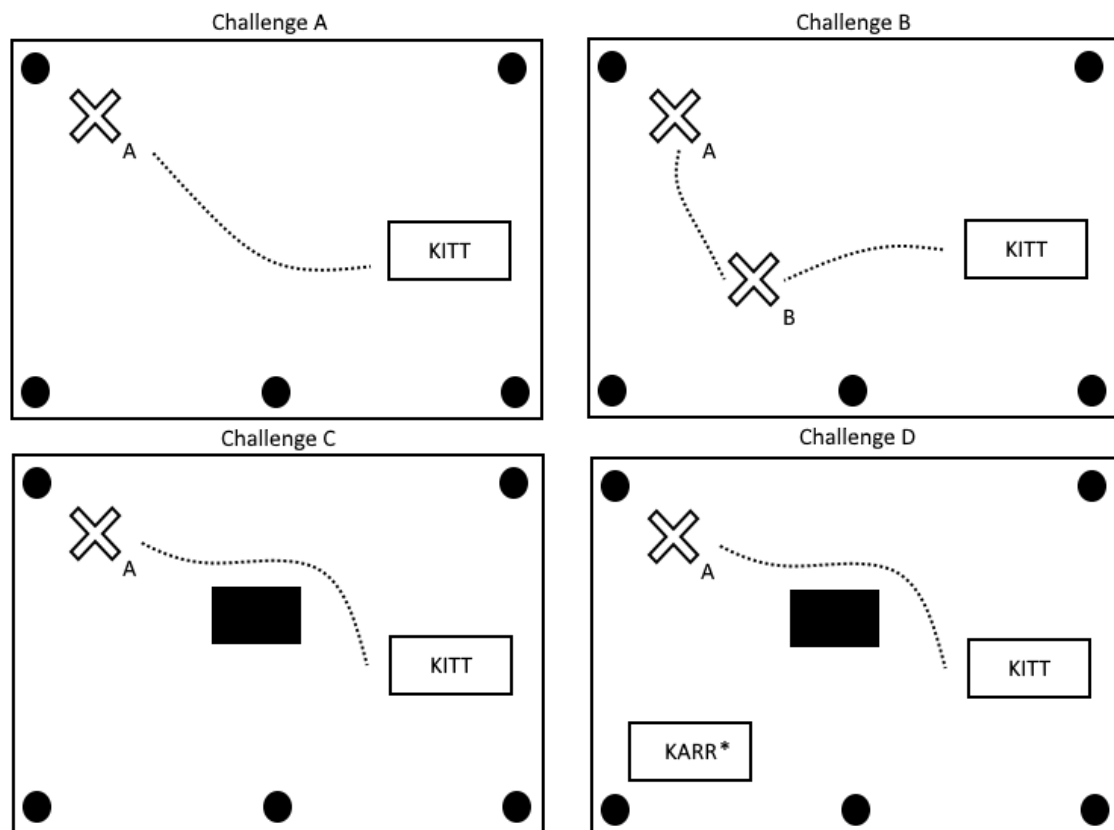 Challenge A
A
KITT
Challenge B
A
B
KITT
Challenge C
A
KITT
Challenge D
A
KITT
KARR*